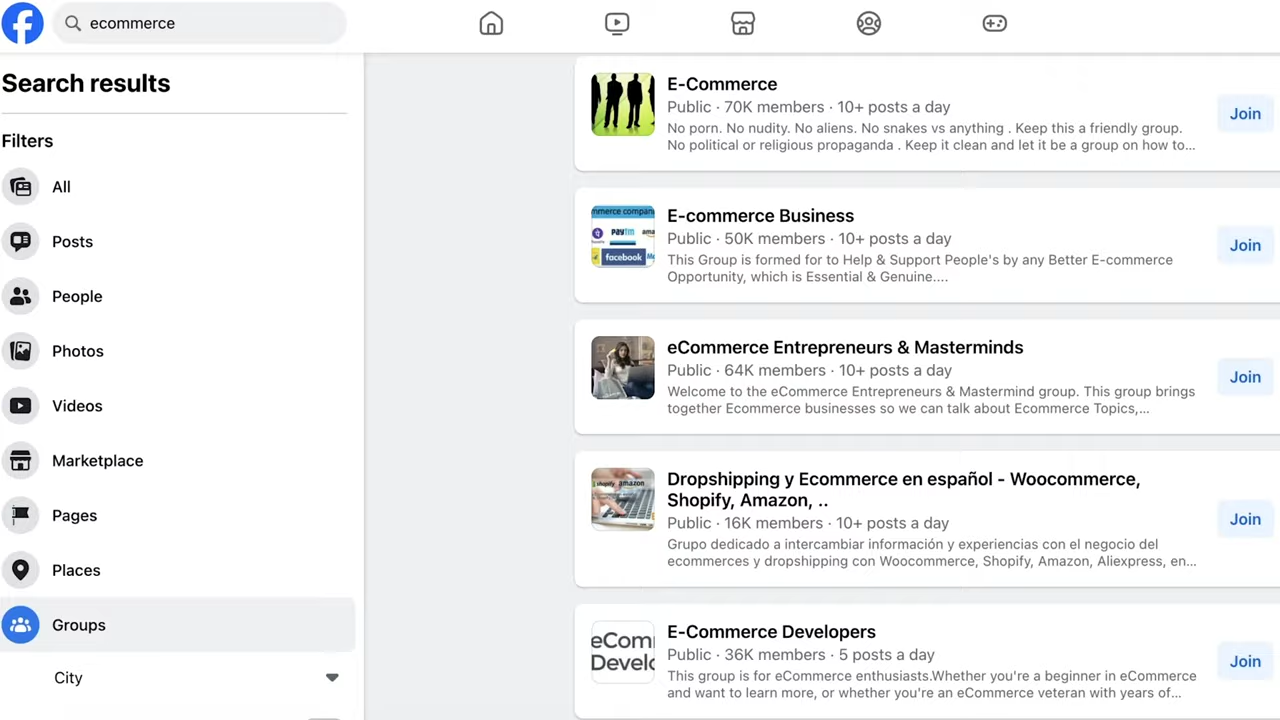 ecommerce
Search results
Filters
All
Posts
People
Photos
Videos
Marketplace
Pages
Places
Groups
City
E-Commerce
Public · 70K members · 10+ posts a day
No porn. No nudity. No aliens. No snakes vs anything . Keep this a friendly group.
No political or religious propaganda . Keep it clean and let it be a group on how to...
Join
mmerce compan
paytm
ama
facebook
E-commerce Business
Public · 50K members · 10+ posts a day
This Group is formed for to Help & Support People's by any Better E-commerce
Opportunity, which is Essential & Genuine....
Join
eCommerce Entrepreneurs & Masterminds
Public · 64K members · 10+ posts a day
Welcome to the eCommerce Entrepreneurs & Mastermind group. This group brings
together Ecommerce businesses so we can talk about Ecommerce Topics,...
Join
shopify amazon
Dropshipping y Ecommerce en español - Woocommerce,
Shopify, Amazon, ..
Public · 16K members · 10+ posts a day
Grupo dedicado a intercambiar información y experiencias con el negocio del
ecommerces y dropshipping con Woocommerce, Shopify, Amazon, Aliexpress, en...
Join
eCom
Develo
E-Commerce Developers
Public · 36K members · 5 posts a day
This group is for eCommerce enthusiasts.Whether you're a beginner in eCommerce
and want to learn more, or whether you're an eCommerce veteran with years of...
Join